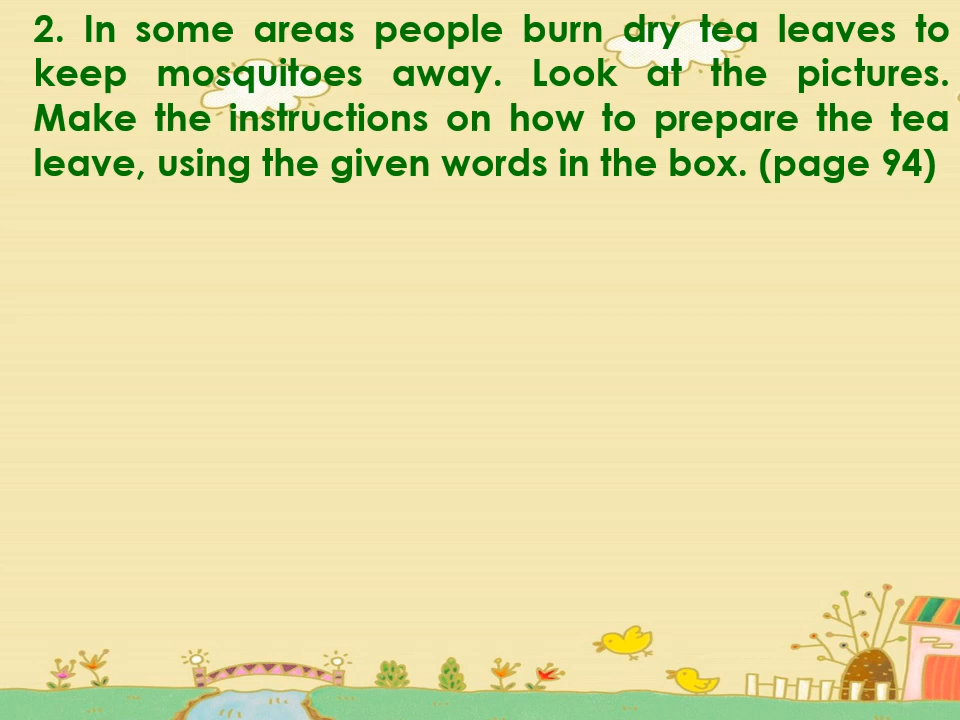 2. In some areas people burn dry tea leaves to
keep mosquitoes away. Look at the pictures.
Make the instructions on how to prepare the tea
leave, using the given words in the box. (page 94)